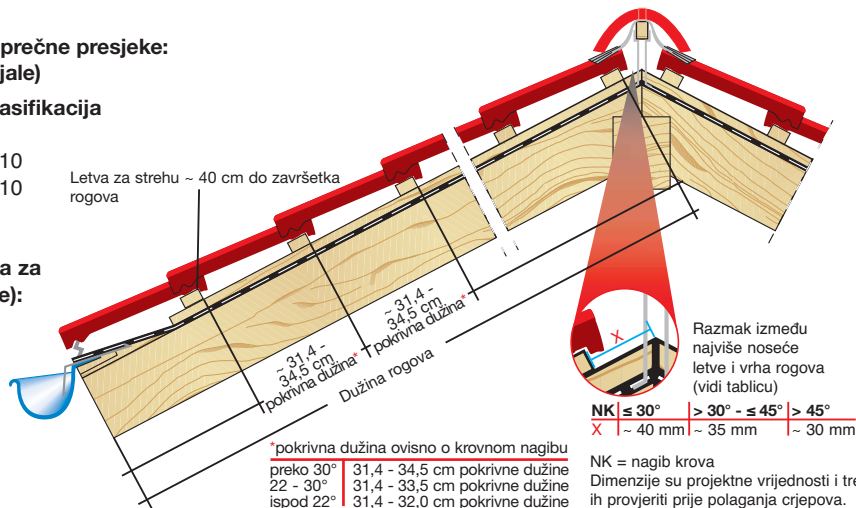 prečne presjeke:
jale)
asifikacija
10
10
a za
e):
Letva za strehu ~ 40 cm do završetka
rogova
~ 31,4 -
34,5 cm
pokrivna dužina*
~ 31,4 -
34,5 cm
pokrivna dužina*
Dužina rogova
X
Razmak između
najviše noseće
letve i vrha rogova
(vidi tablicu)
NK ≤ 30° > 30° - ≤ 45° > 45°
X ~ 40 mm ~ 35 mm ~ 30 mm
*pokrivna dužina ovisno o krovnom nagibu
preko 30° 31,4 - 34,5 cm pokrivne dužine
22 - 30° 31,4 - 33,5 cm pokrivne dužine
ispod 22° 31,4 - 32,0 cm pokrivne dužine
NK = nagib krova
Dimenzije su projektne vrijednosti i tre
ih provjeriti prije polaganja crjepova.